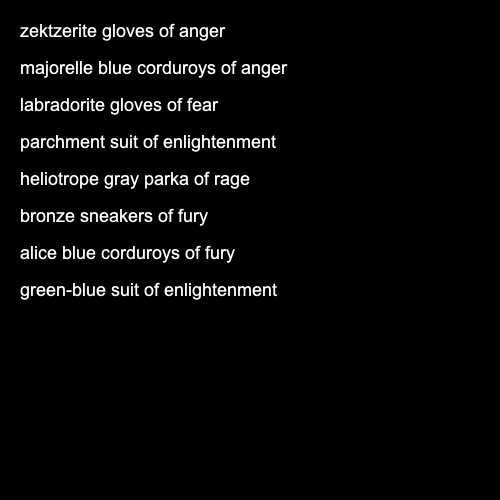 zektzerite gloves of anger
majorelle blue corduroys of anger
labradorite gloves of fear
parchment suit of enlightenment
heliotrope gray parka of rage
bronze sneakers of fury
alice blue corduroys of fury
green-blue suit of enlightenment